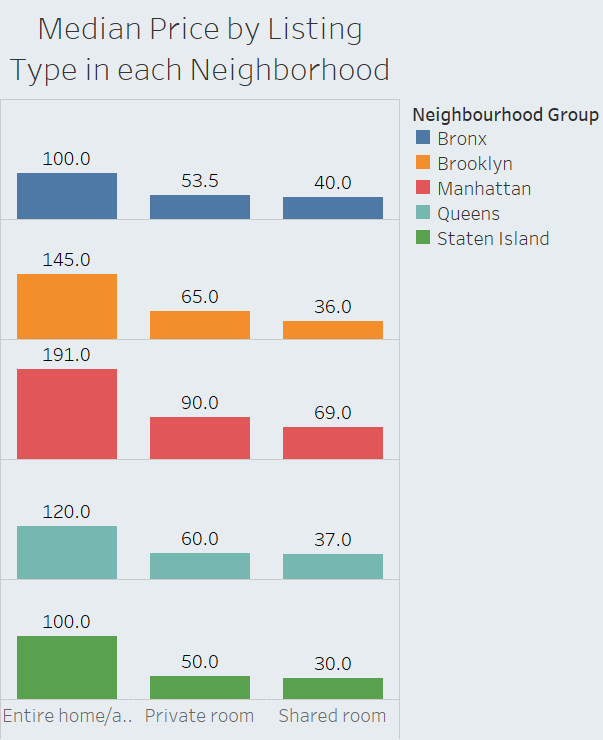 Median Price by Listing
Type in each Neighborhood
Neighbourhood Group
Bronx
Brooklyn
Manhattan
Queens
Staten Island
100.0 53.5 40.0
145.0 65.0 36.0
191.0 90.0 69.0
120.0 60.0 37.0
100.0 50.0 30.0
Entire home/a.. Private room Shared room